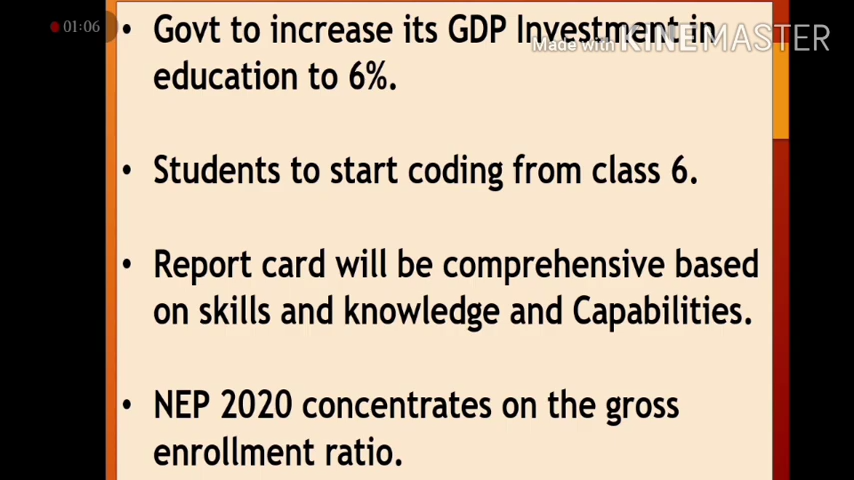 01:06
• Govt to increase its GDP Investment in
Made with KINEMASTER
education to 6%.
• Students to start coding from class 6.
• Report card will be comprehensive based
on skills and knowledge and Capabilities.
• NEP 2020 concentrates on the gross
enrollment ratio.